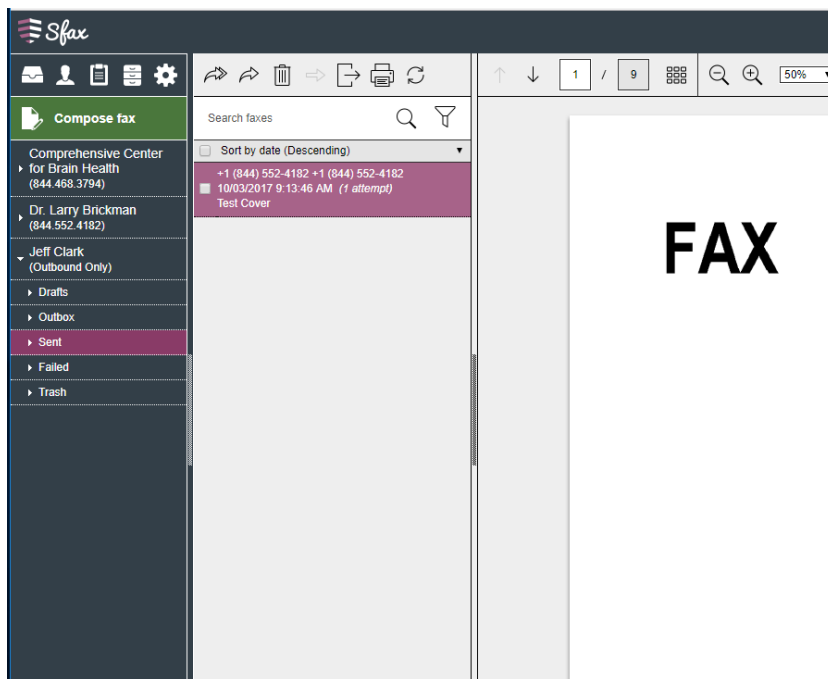 Sfax
1 / 9
50%
Compose fax
Search faxes
Comprehensive Center
for Brain Health
(844.468.3794)
Dr. Larry Brickman
(844.552.4182)
Jeff Clark
(Outbound Only)
Drafts
Outbox
Sent
Failed
Trash
Sort by date (Descending)
+1 (844) 552-4182 +1 (844) 552-4182
10/03/2017 9:13:46 AM (1 attempt)
Test Cover
FAX